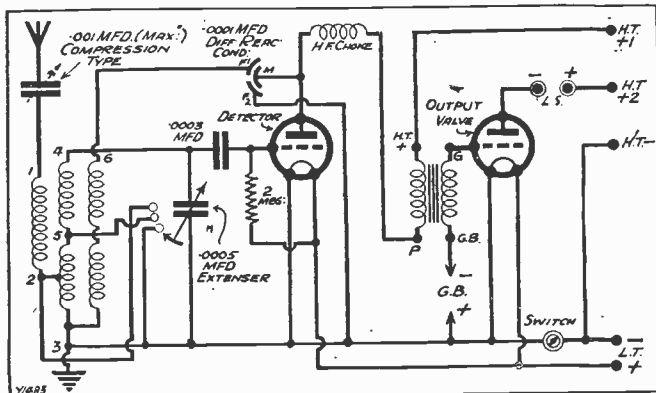 .001 MFD. (MAX:)
COMPRESSION
TYPE
.0001 MFD
DIFF REAC
COND:
F1
M
F2
H.F. CHOKE
DETECTOR
.0003
MFD
OUTPUT
VALVE
H.T.
+1
- +
L.S.
H.T
+2
H.T-
H.T.
+
G
P
G.B.
-
G.B.
+
1
4
6
5
2
3
2
MEG:
M
.0005
MFD
EXTENSER
SWITCH
-
L.T.
+